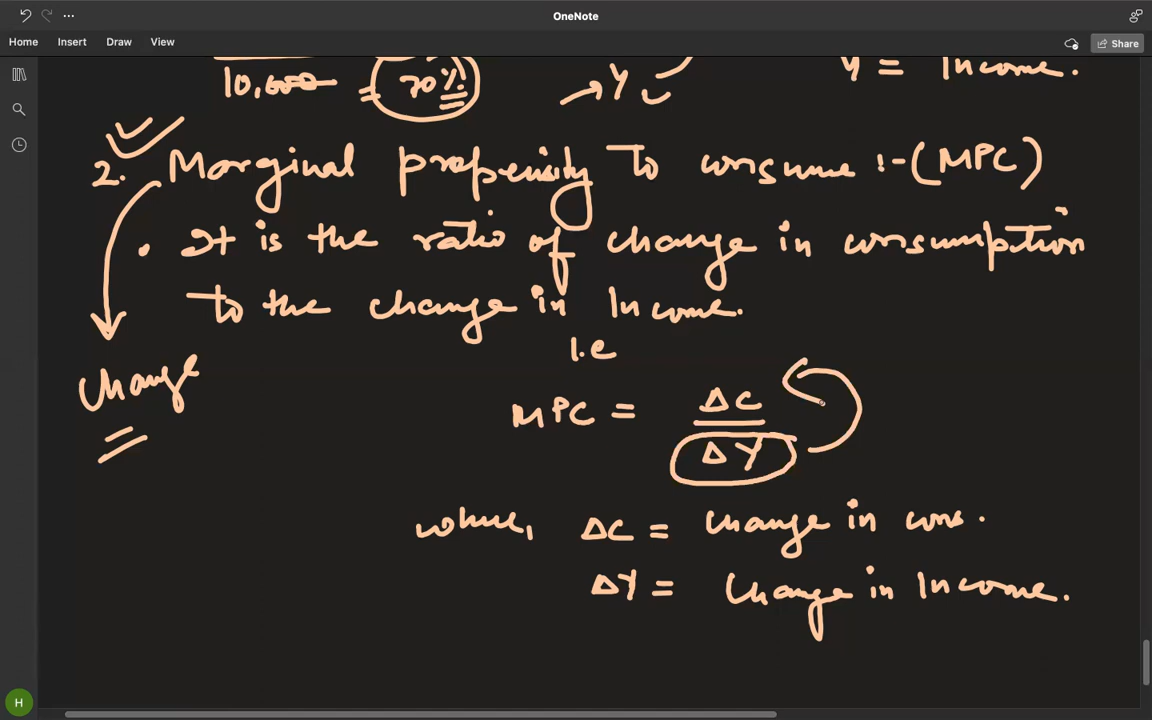 OneNote
Home Insert Draw View Share
10,000 = 70% → Y Y = Income.
2. Marginal propensity to consume :- (MPC)
• It is the ratio of change in consumption
to the change in Income.
i.e
change
MPC = ΔC
ΔY
where, ΔC = change in cons.
ΔY = change in Income.
H